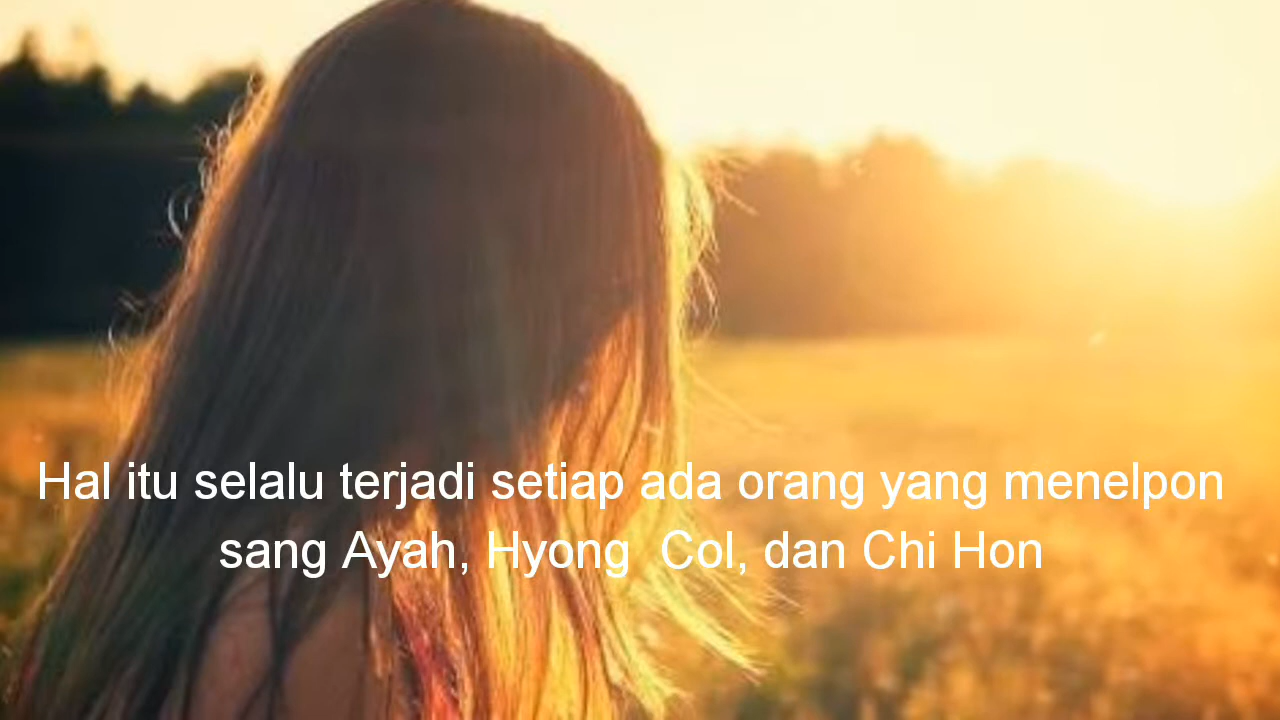 Hal itu selalu terjadi setiap ada orang yang menelpon
sang Ayah, Hyong  Col, dan Chi Hon